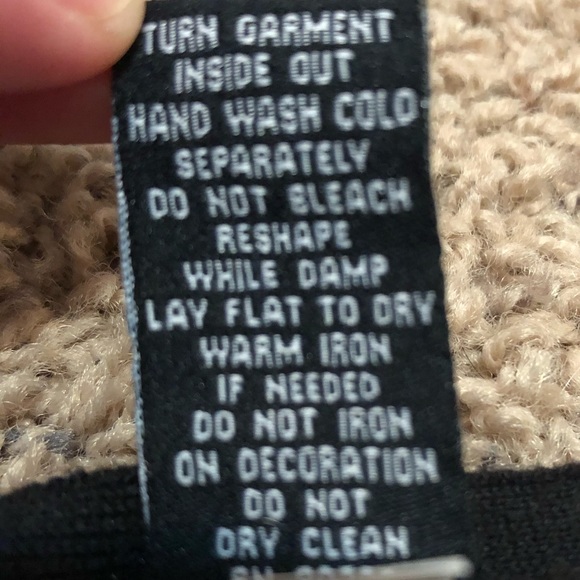 TURN GARMENT
INSIDE OUT
HAND WASH COLD
SEPARATELY
DO NOT BLEACH
RESHAPE
WHILE DAMP
LAY FLAT TO DRY
WARM IRON
IF NEEDED
DO NOT IRON
ON DECORATION
DO NOT
DRY CLEAN